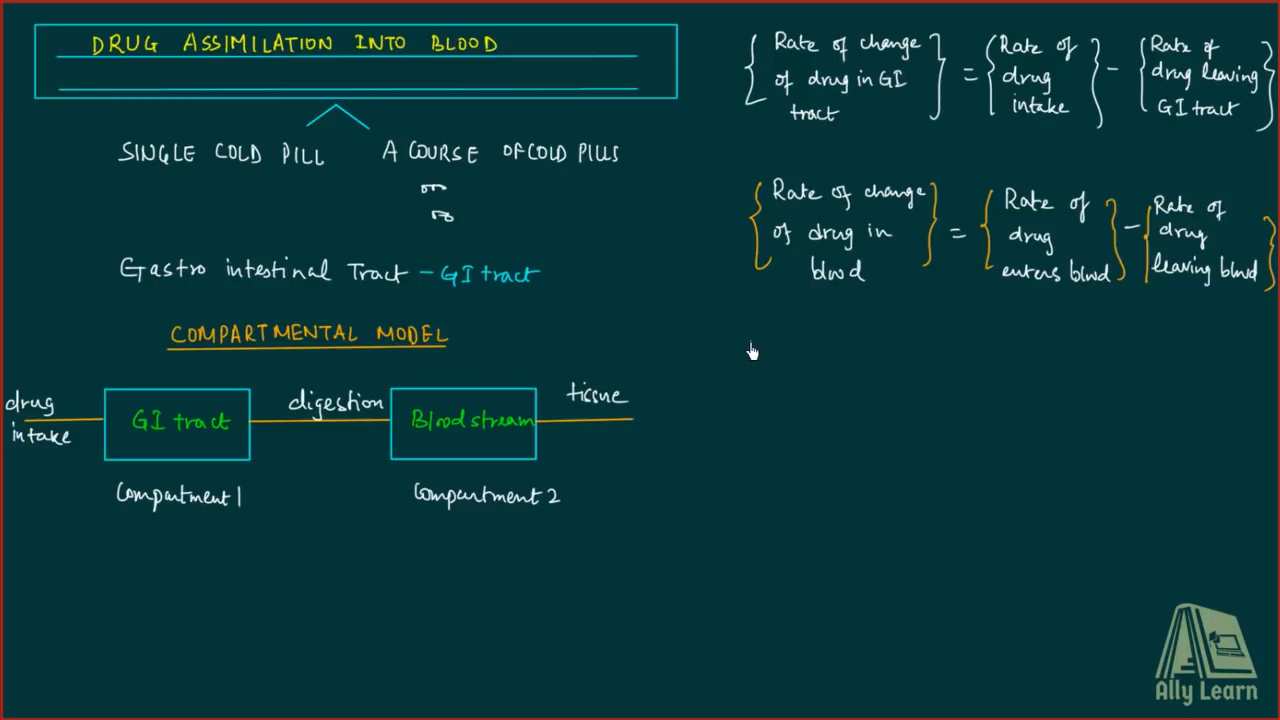 DRUG ASSIMILATION INTO BLOOD
SINGLE COLD PILL
A COURSE OF COLD PILLS
Gastro intestinal Tract - GI tract
COMPARTMENTAL MODEL
drug
intake
GI tract
digestion
Blood stream
tissue
Compartment 1
Compartment 2
{ Rate of change of drug in GI tract } = { Rate of drug intake } - { Rate of drug leaving GI tract }
{ Rate of change of drug in blood } = { Rate of drug enters blood } - { Rate of drug leaving blood }
Ally Learn